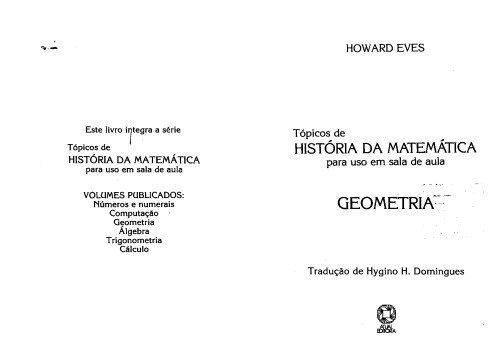 Este livro integra a série
Tópicos de
HISTÓRIA DA MATEMÁTICA
para uso em sala de aula
VOLUMES PUBLICADOS:
Números e numerais
Computação
Geometria
Álgebra
Trigonometria
Cálculo
HOWARD EVES
Tópicos de
HISTÓRIA DA MATEMÁTICA
para uso em sala de aula
GEOMETRIA
Tradução de Hygino H. Domingues
ATUAL
EDITORA